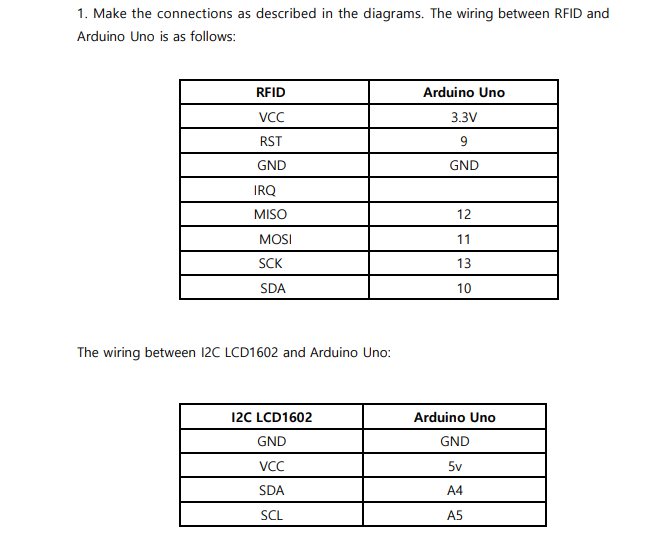 1. Make the connections as described in the diagrams. The wiring between RFID and
Arduino Uno is as follows:
RFID Arduino Uno
VCC 3.3V
RST 9
GND GND
IRQ
MISO 12
MOSI 11
SCK 13
SDA 10
The wiring between I2C LCD1602 and Arduino Uno:
I2C LCD1602 Arduino Uno
GND GND
VCC 5v
SDA A4
SCL A5